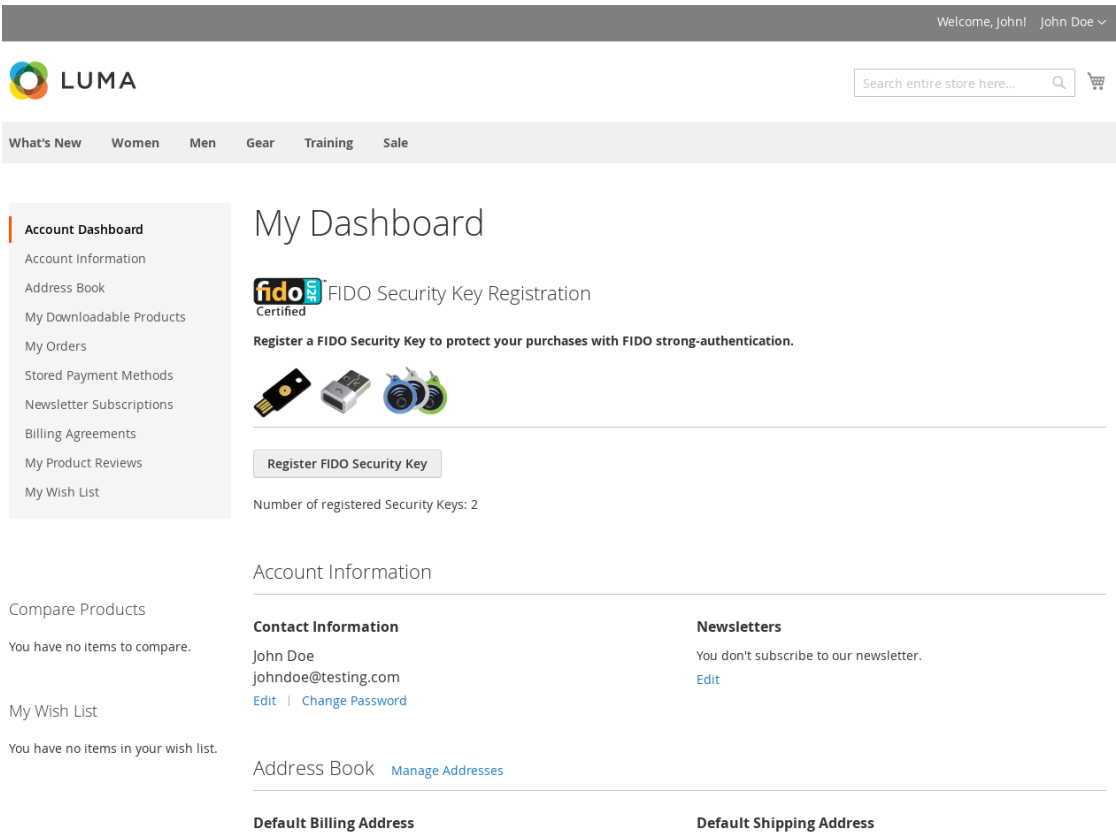 Welcome, John! John Doe
LUMA
Search entire store here...
What's New Women Men Gear Training Sale
Account Dashboard
Account Information
Address Book
My Downloadable Products
My Orders
Stored Payment Methods
Newsletter Subscriptions
Billing Agreements
My Product Reviews
My Wish List
Compare Products
You have no items to compare.
My Wish List
You have no items in your wish list.
My Dashboard
fido U2F ™ FIDO Security Key Registration
Certified
Register a FIDO Security Key to protect your purchases with FIDO strong-authentication.
Register FIDO Security Key
Number of registered Security Keys: 2
Account Information
Contact Information
John Doe
johndoe@testing.com
Edit | Change Password
Newsletters
You don't subscribe to our newsletter.
Edit
Address Book Manage Addresses
Default Billing Address
Default Shipping Address